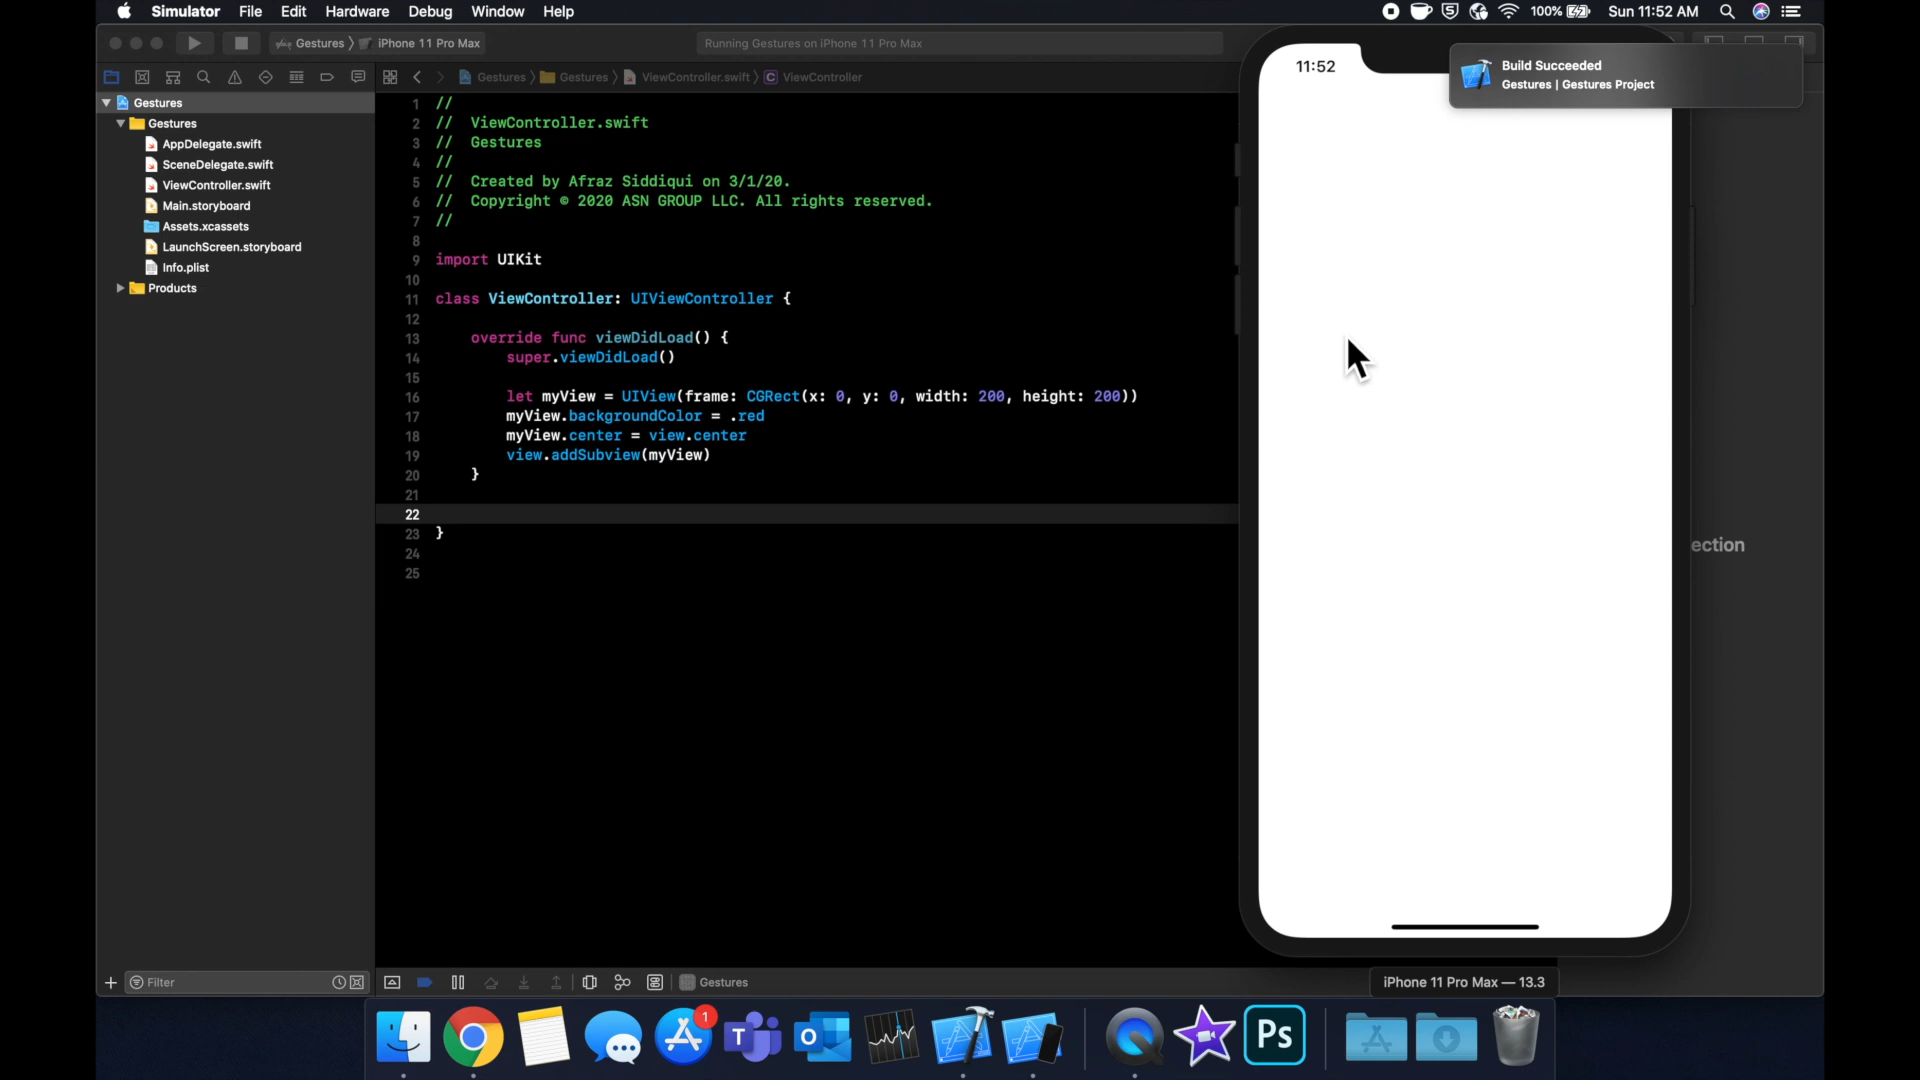 Simulator File Edit Hardware Debug Window Help
100% Sun 11:52 AM
Gestures iPhone 11 Pro Max
Running Gestures on iPhone 11 Pro Max
Gestures Gestures ViewController.swift C ViewController
Gestures
Gestures
AppDelegate.swift
SceneDelegate.swift
ViewController.swift
Main.storyboard
Assets.xcassets
LaunchScreen.storyboard
Info.plist
Products
1 //
2 // ViewController.swift
3 // Gestures
4 //
5 // Created by Afraz Siddiqui on 3/1/20.
6 // Copyright © 2020 ASN GROUP LLC. All rights reserved.
7 //
8
9 import UIKit
10
11 class ViewController: UIViewController {
12
13 override func viewDidLoad() {
14 super.viewDidLoad()
15
16 let myView = UIView(frame: CGRect(x: 0, y: 0, width: 200, height: 200))
17 myView.backgroundColor = .red
18 myView.center = view.center
19 view.addSubview(myView)
20 }
21
22
23 }
24
25
11:52
Build Succeeded
Gestures | Gestures Project
ection
Filter
Gestures
iPhone 11 Pro Max — 13.3
1
T
O
Ps